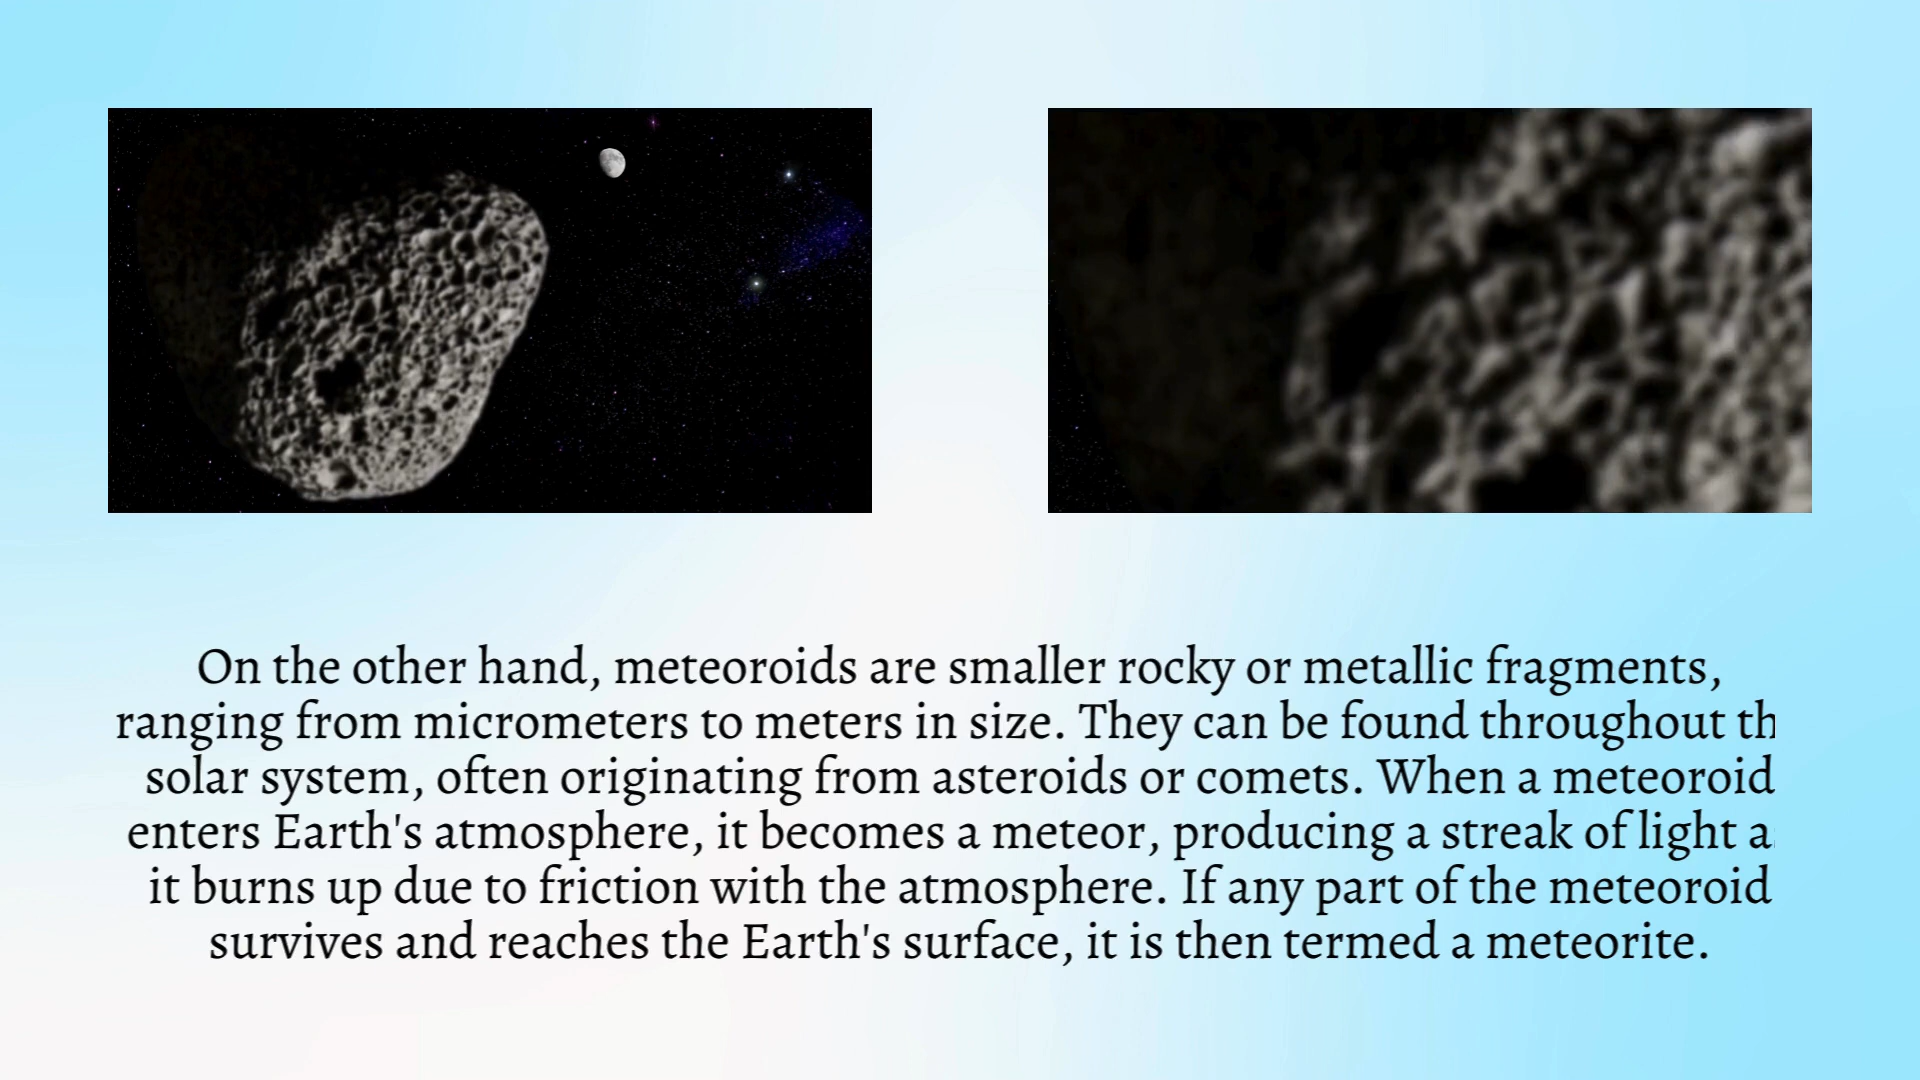 On the other hand, meteoroids are smaller rocky or metallic fragments,
ranging from micrometers to meters in size. They can be found throughout th
solar system, often originating from asteroids or comets. When a meteoroid
enters Earth's atmosphere, it becomes a meteor, producing a streak of light a
it burns up due to friction with the atmosphere. If any part of the meteoroid
survives and reaches the Earth's surface, it is then termed a meteorite.